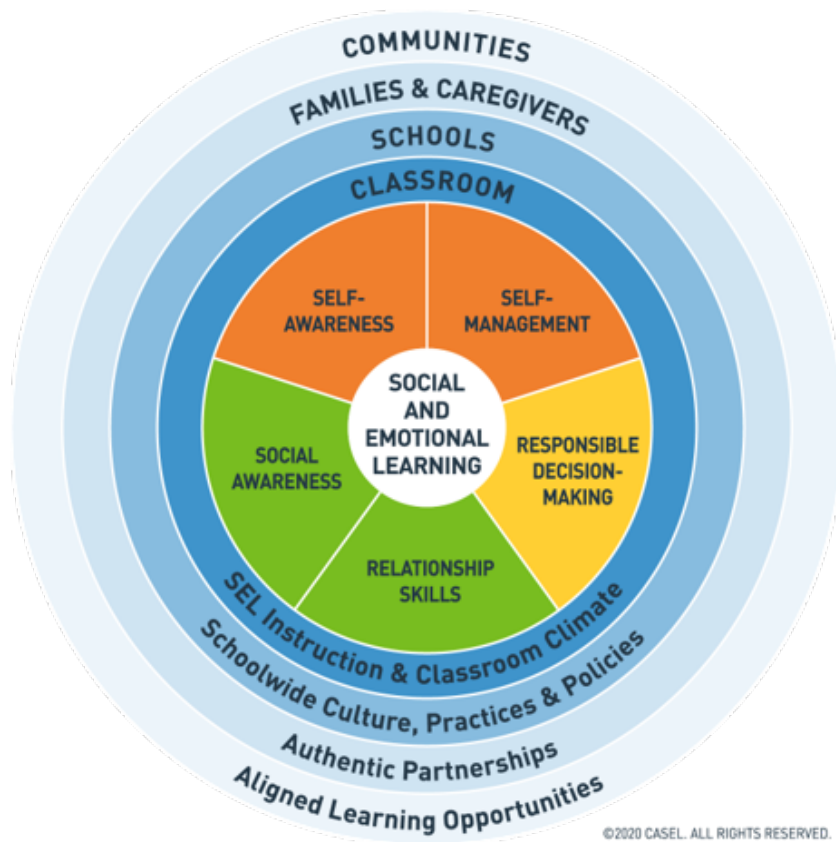 COMMUNITIES
FAMILIES & CAREGIVERS
SCHOOLS
CLASSROOM
SELF-
AWARENESS
SELF-
MANAGEMENT
SOCIAL
AND
EMOTIONAL
LEARNING
SOCIAL
AWARENESS
RESPONSIBLE
DECISION-
MAKING
RELATIONSHIP
SKILLS
SEL Instruction & Classroom Climate
Schoolwide Culture, Practices & Policies
Authentic Partnerships
Aligned Learning Opportunities
©2020 CASEL. ALL RIGHTS RESERVED.